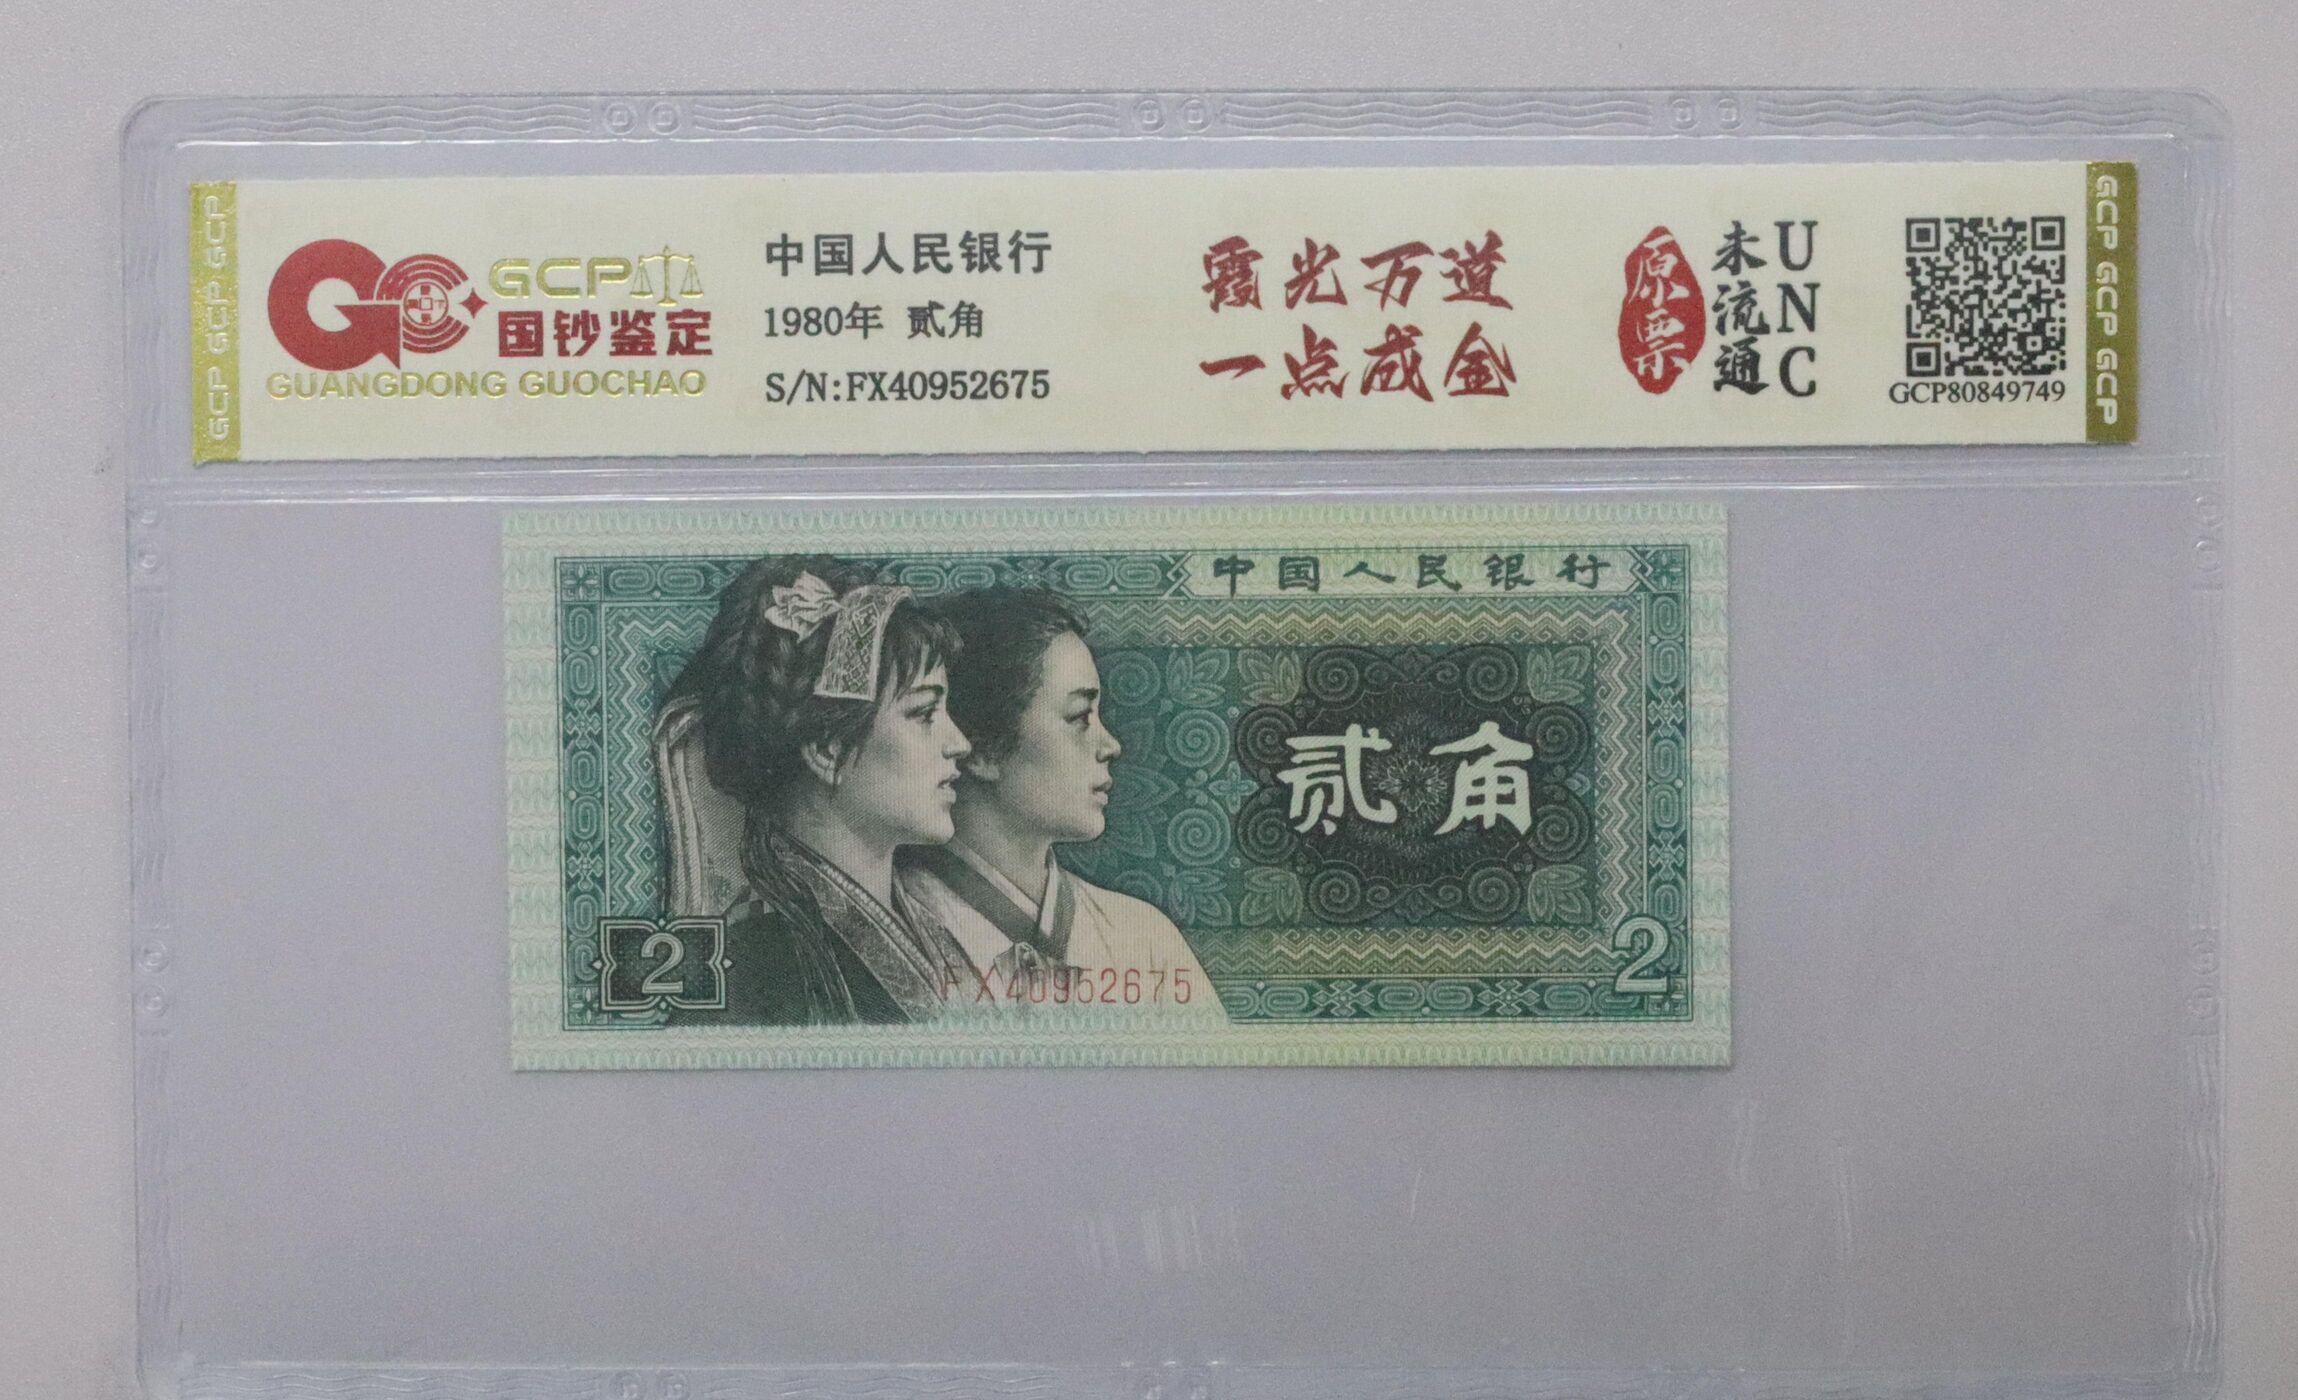 GCP
国钞鉴定
GUANGDONG GUOCHAO
中国人民银行
1980年 贰角
S/N:FX40952675
霞光万道
一点成金
原票
未流通
UNC
GCP80849749
GCP GCP GCP
GCP GCP GCP
中国人民银行
贰角
2
2
FX40952675